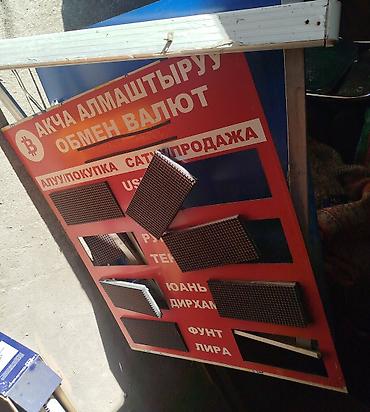 АКЧА АЛМАШТЫРУУ
ОБМЕН ВАЛЮТ
АЛУУ/ПОКУПКА САТУУ/ПРОДАЖА
ЮАНЬ
ДИРХАМ
ФУНТ
ЛИРА